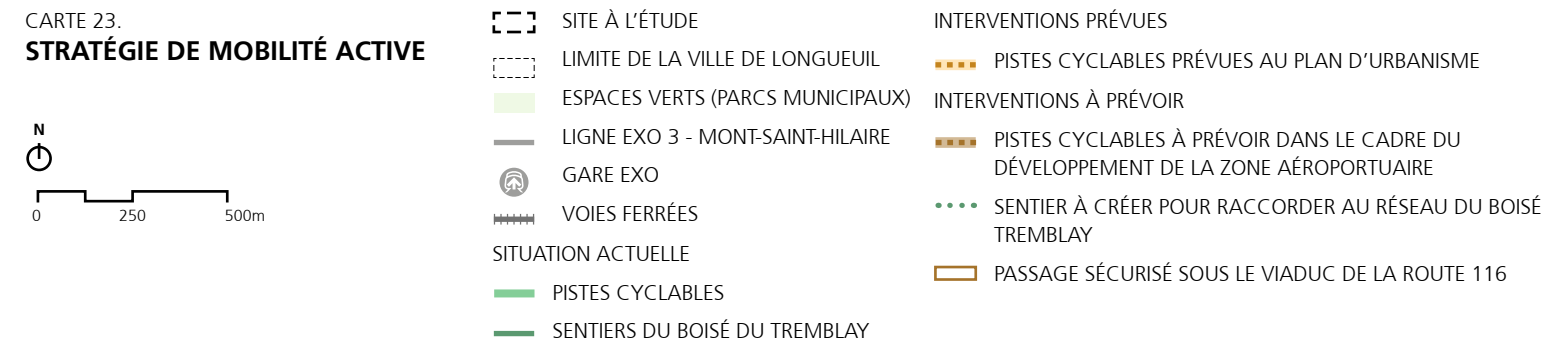 CARTE 23.
STRATÉGIE DE MOBILITÉ ACTIVE
N
0 250 500m
SITE À L’ÉTUDE
LIMITE DE LA VILLE DE LONGUEUIL
ESPACES VERTS (PARCS MUNICIPAUX)
LIGNE EXO 3 - MONT-SAINT-HILAIRE
GARE EXO
VOIES FERRÉES
SITUATION ACTUELLE
PISTES CYCLABLES
SENTIERS DU BOISÉ DU TREMBLAY
INTERVENTIONS PRÉVUES
PISTES CYCLABLES PRÉVUES AU PLAN D’URBANISME
INTERVENTIONS À PRÉVOIR
PISTES CYCLABLES À PRÉVOIR DANS LE CADRE DU
DÉVELOPPEMENT DE LA ZONE AÉROPORTUAIRE
SENTIER À CRÉER POUR RACCORDER AU RÉSEAU DU BOISÉ
TREMBLAY
PASSAGE SÉCURISÉ SOUS LE VIADUC DE LA ROUTE 116